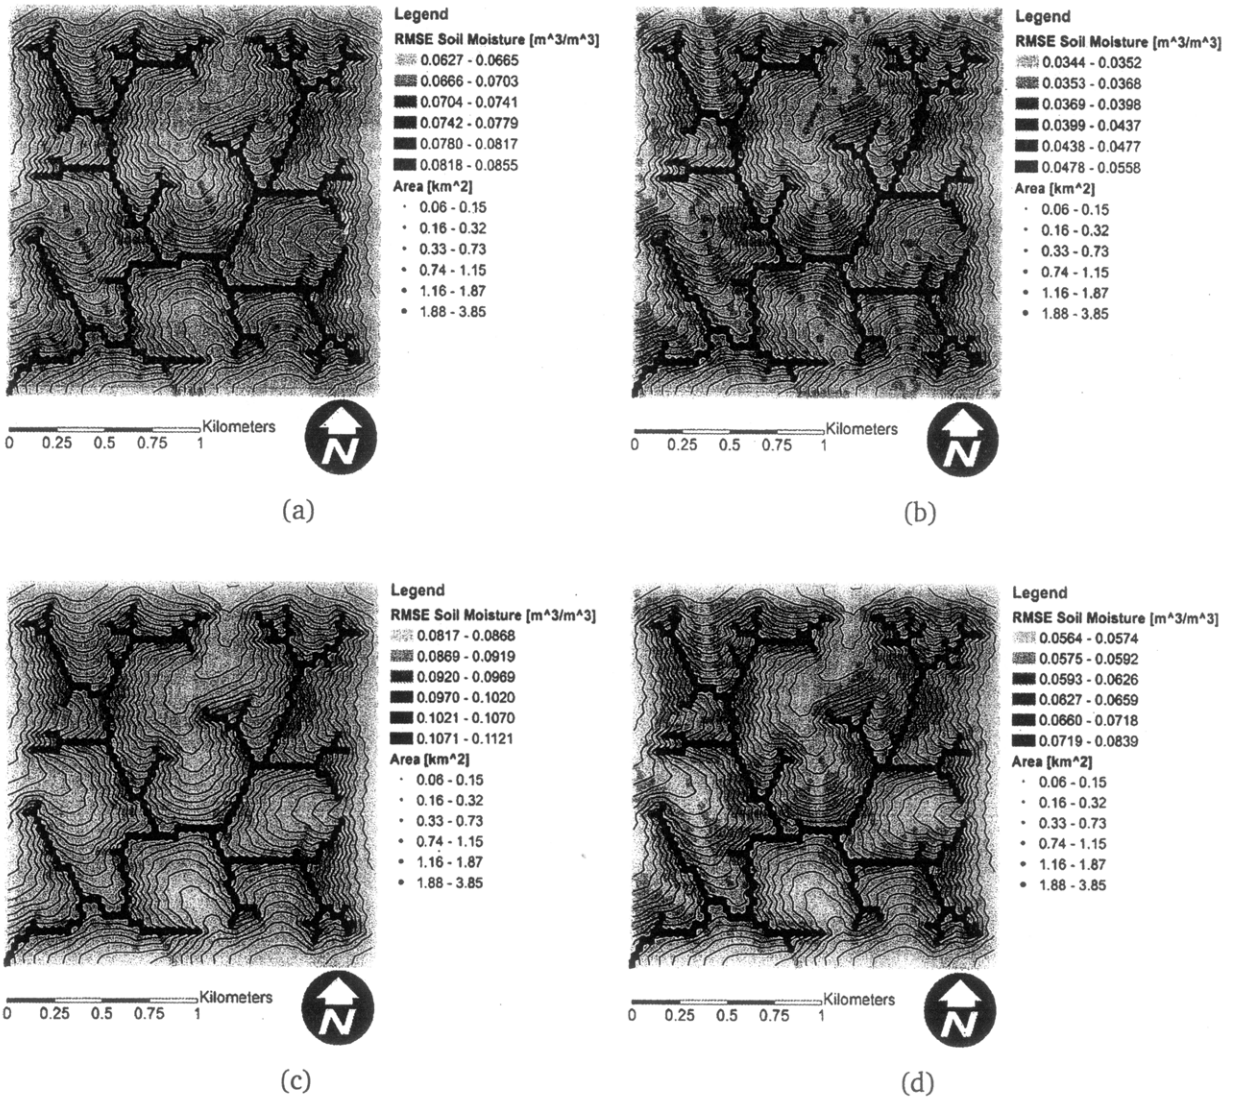 Legend
RMSE Soil Moisture [m^3/m^3]
0.0627 - 0.0665
0.0666 - 0.0703
0.0704 - 0.0741
0.0742 - 0.0779
0.0780 - 0.0817
0.0818 - 0.0855
Area [km^2]
0.06 - 0.15
0.16 - 0.32
0.33 - 0.73
0.74 - 1.15
1.16 - 1.87
1.88 - 3.85
Kilometers
0 0.25 0.5 0.75 1
N
(a)
Legend
RMSE Soil Moisture [m^3/m^3]
0.0344 - 0.0352
0.0353 - 0.0368
0.0369 - 0.0398
0.0399 - 0.0437
0.0438 - 0.0477
0.0478 - 0.0558
Area [km^2]
0.06 - 0.15
0.16 - 0.32
0.33 - 0.73
0.74 - 1.15
1.16 - 1.87
1.88 - 3.85
Kilometers
0 0.25 0.5 0.75 1
N
(b)
Legend
RMSE Soil Moisture [m^3/m^3]
0.0817 - 0.0868
0.0869 - 0.0919
0.0920 - 0.0969
0.0970 - 0.1020
0.1021 - 0.1070
0.1071 - 0.1121
Area [km^2]
0.06 - 0.15
0.16 - 0.32
0.33 - 0.73
0.74 - 1.15
1.16 - 1.87
1.88 - 3.85
Kilometers
0 0.25 0.5 0.75 1
N
(c)
Legend
RMSE Soil Moisture [m^3/m^3]
0.0564 - 0.0574
0.0575 - 0.0592
0.0593 - 0.0626
0.0627 - 0.0659
0.0660 - 0.0718
0.0719 - 0.0839
Area [km^2]
0.06 - 0.15
0.16 - 0.32
0.33 - 0.73
0.74 - 1.15
1.16 - 1.87
1.88 - 3.85
Kilometers
0 0.25 0.5 0.75 1
N
(d)